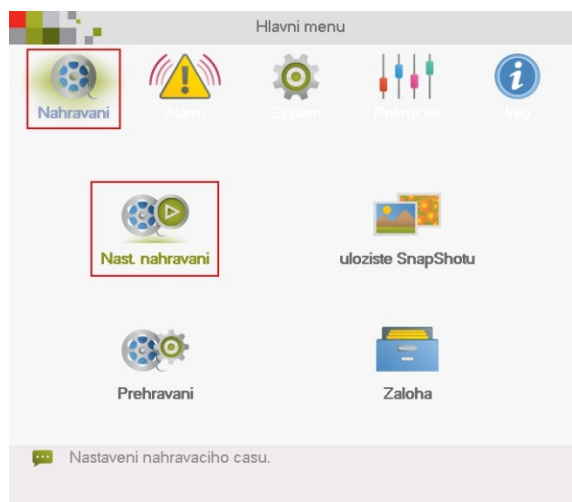 Hlavni menu
Nahravani Alarm System Pokrocile Info
Nast. nahravani uloziste SnapShotu
Prehravani Zaloha
Nastaveni nahravaciho casu.